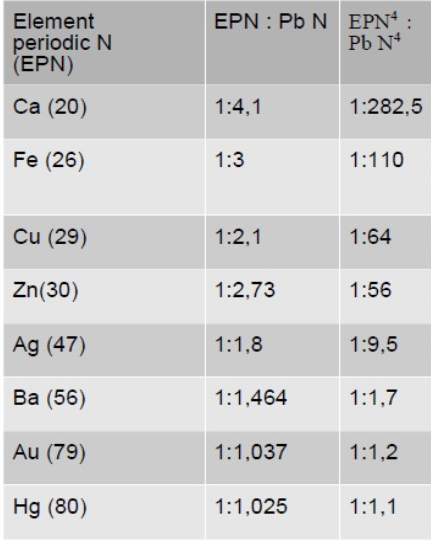 Element periodic N (EPN) EPN : Pb N EPN⁴ : Pb N⁴
Ca (20) 1:4,1 1:282,5
Fe (26) 1:3 1:110
Cu (29) 1:2,1 1:64
Zn(30) 1:2,73 1:56
Ag (47) 1:1,8 1:9,5
Ba (56) 1:1,464 1:1,7
Au (79) 1:1,037 1:1,2
Hg (80) 1:1,025 1:1,1